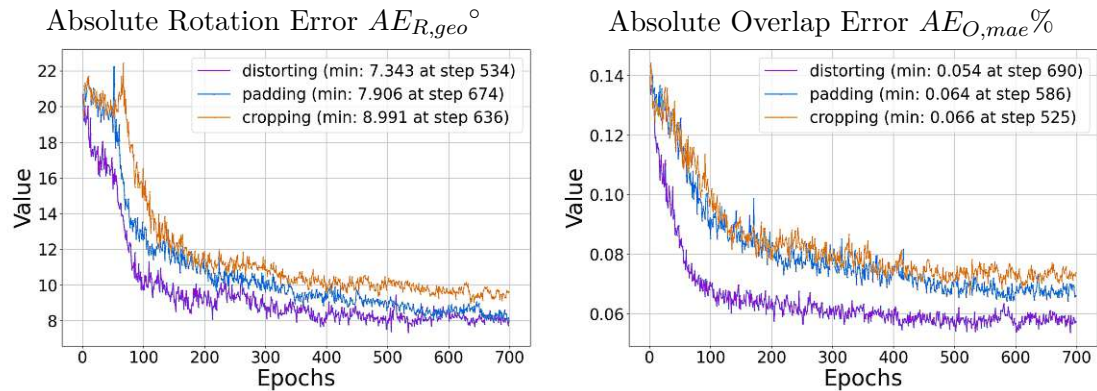 Absolute Rotation Error AE_{R,geo}°
Value
22
20
18
16
14
12
10
8
distorting (min: 7.343 at step 534)
padding (min: 7.906 at step 674)
cropping (min: 8.991 at step 636)
0 100 200 300 400 500 600 700
Epochs
Absolute Overlap Error AE_{O,mae}%
Value
0.14
0.12
0.10
0.08
0.06
distorting (min: 0.054 at step 690)
padding (min: 0.064 at step 586)
cropping (min: 0.066 at step 525)
0 100 200 300 400 500 600 700
Epochs